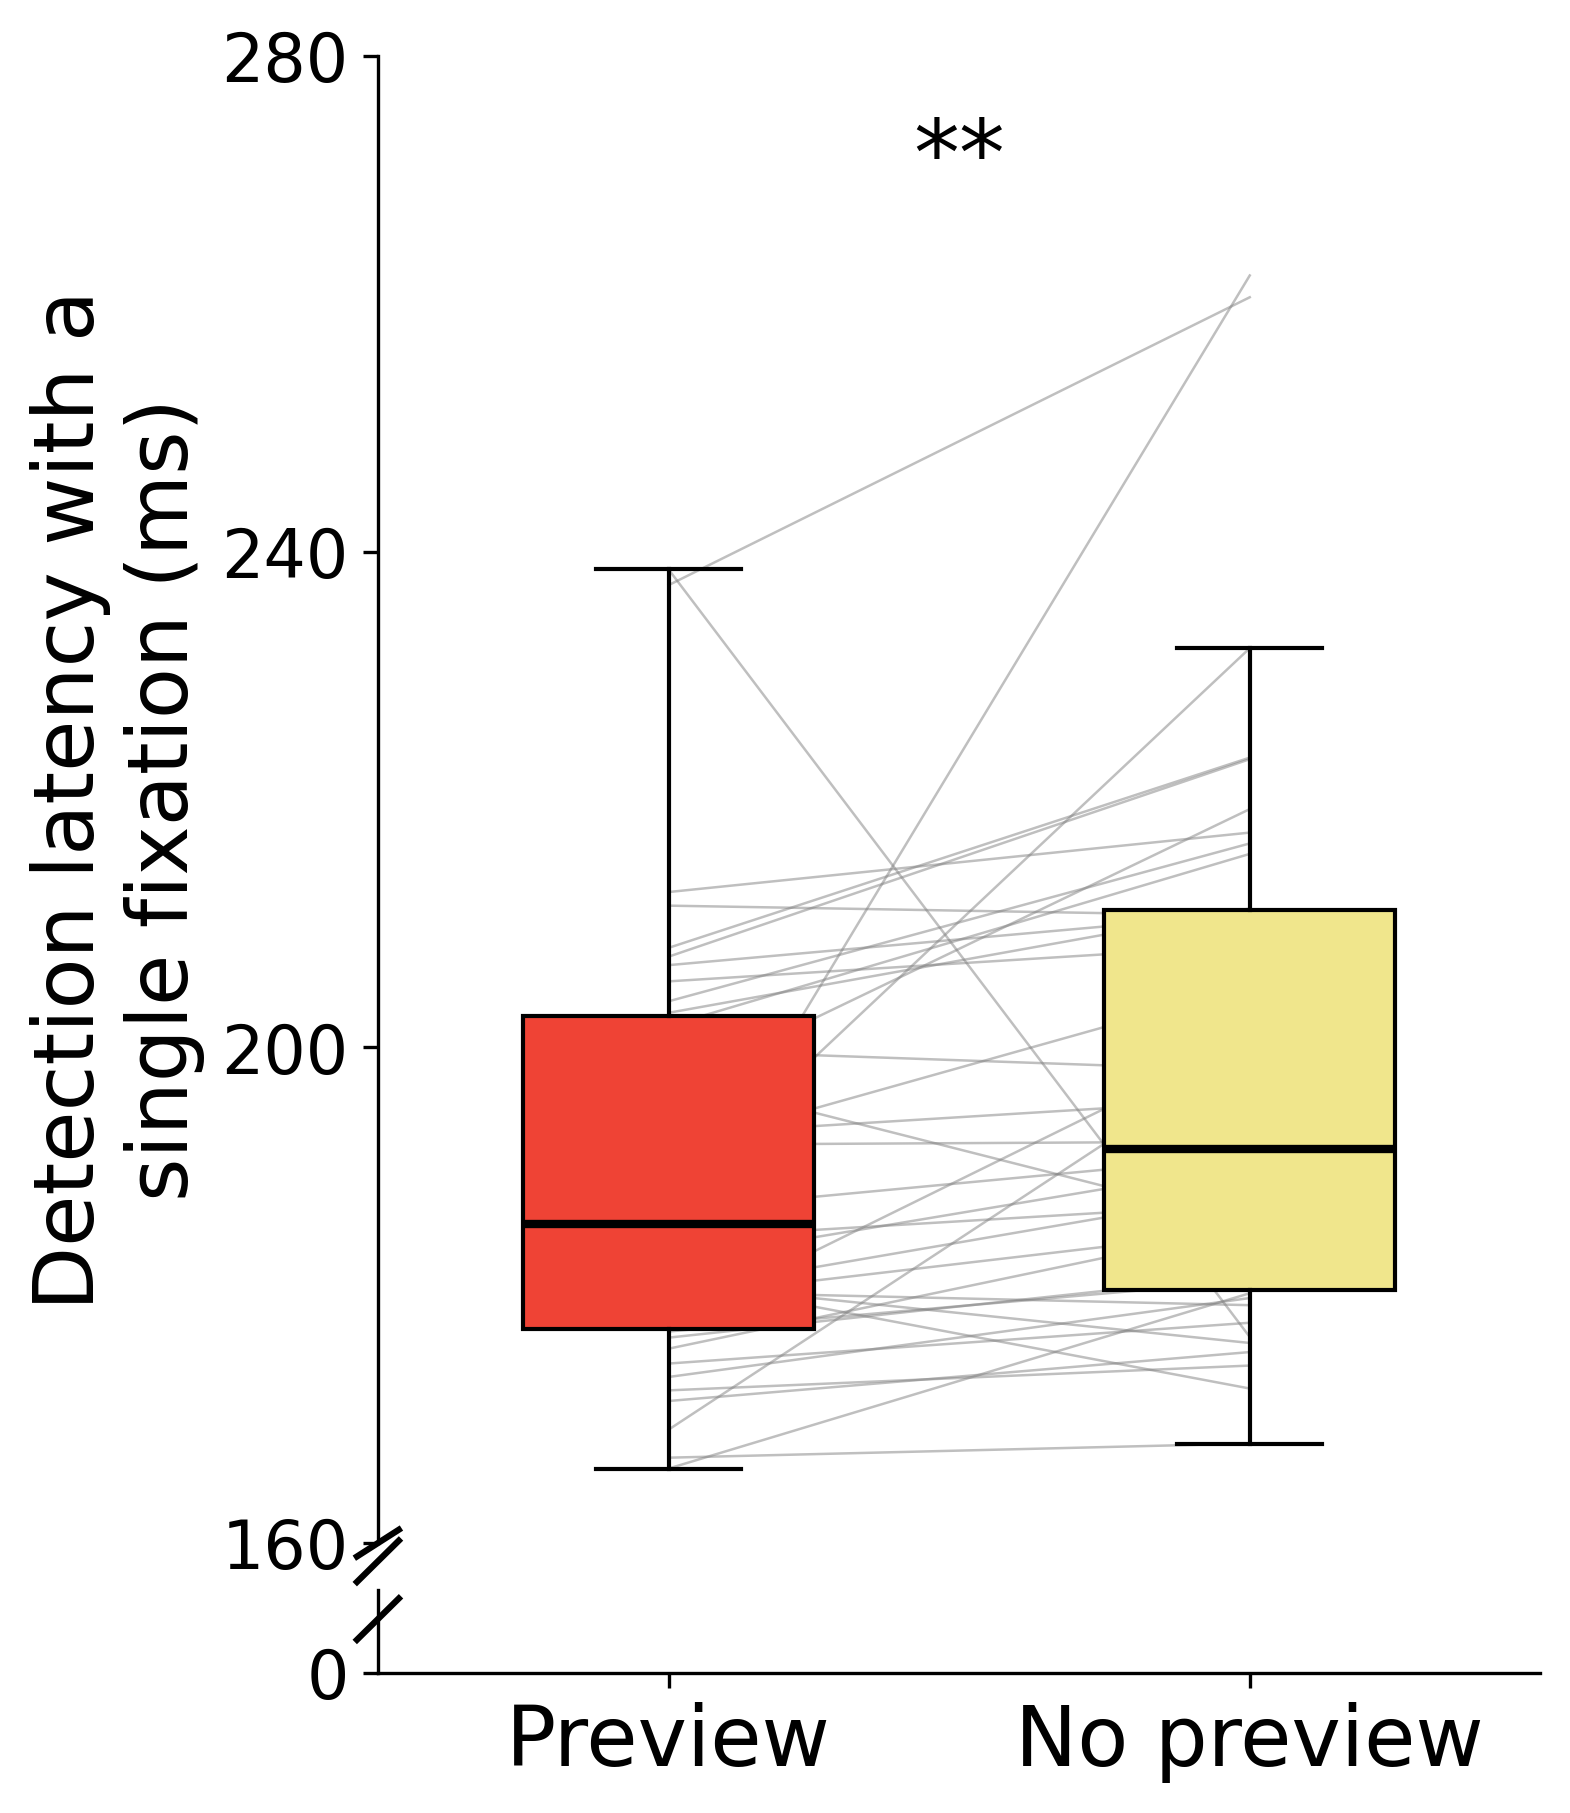 Detection latency with a
single fixation (ms)
280
240
200
160
0
**
Preview
No preview